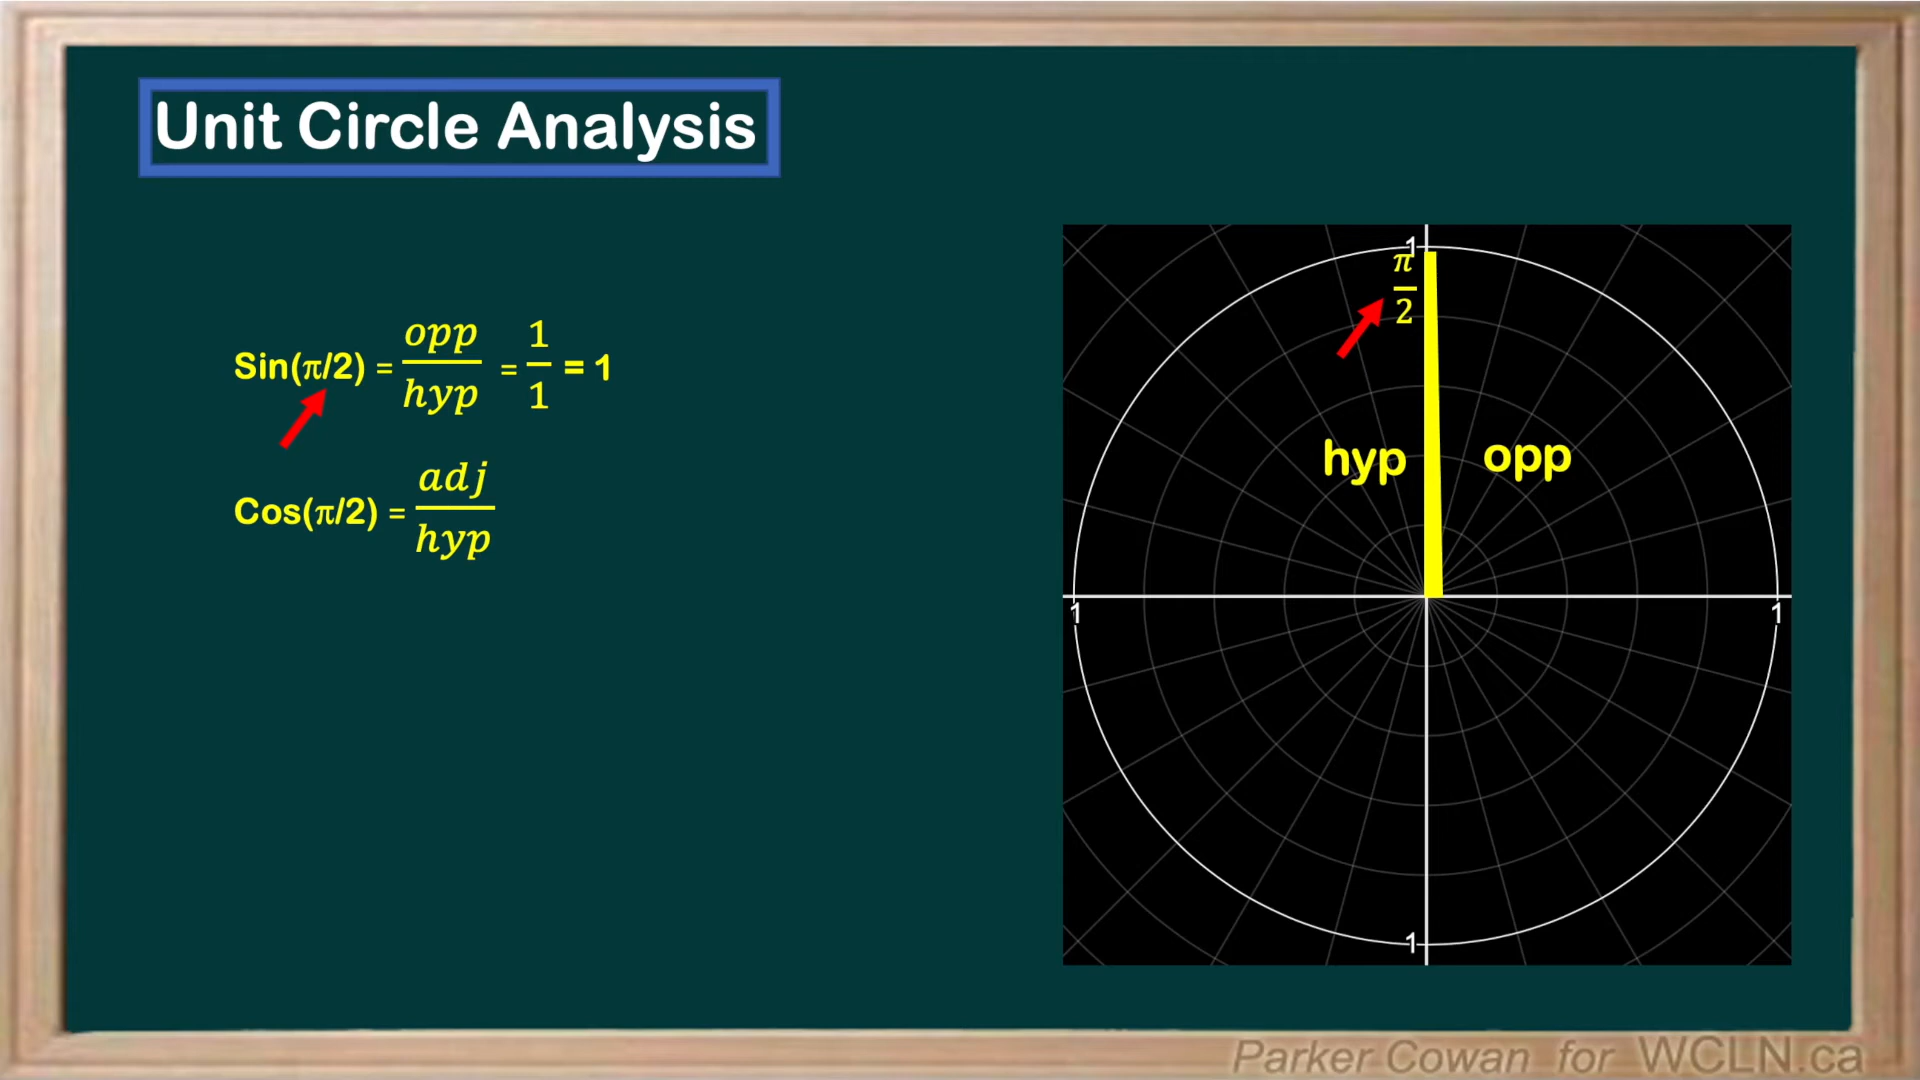 Unit Circle Analysis
Sin(π/2) = opp/hyp = 1/1 = 1
Cos(π/2) = adj/hyp
1
π/2
hyp opp
1 1
1
Parker Cowan for WCLN.ca